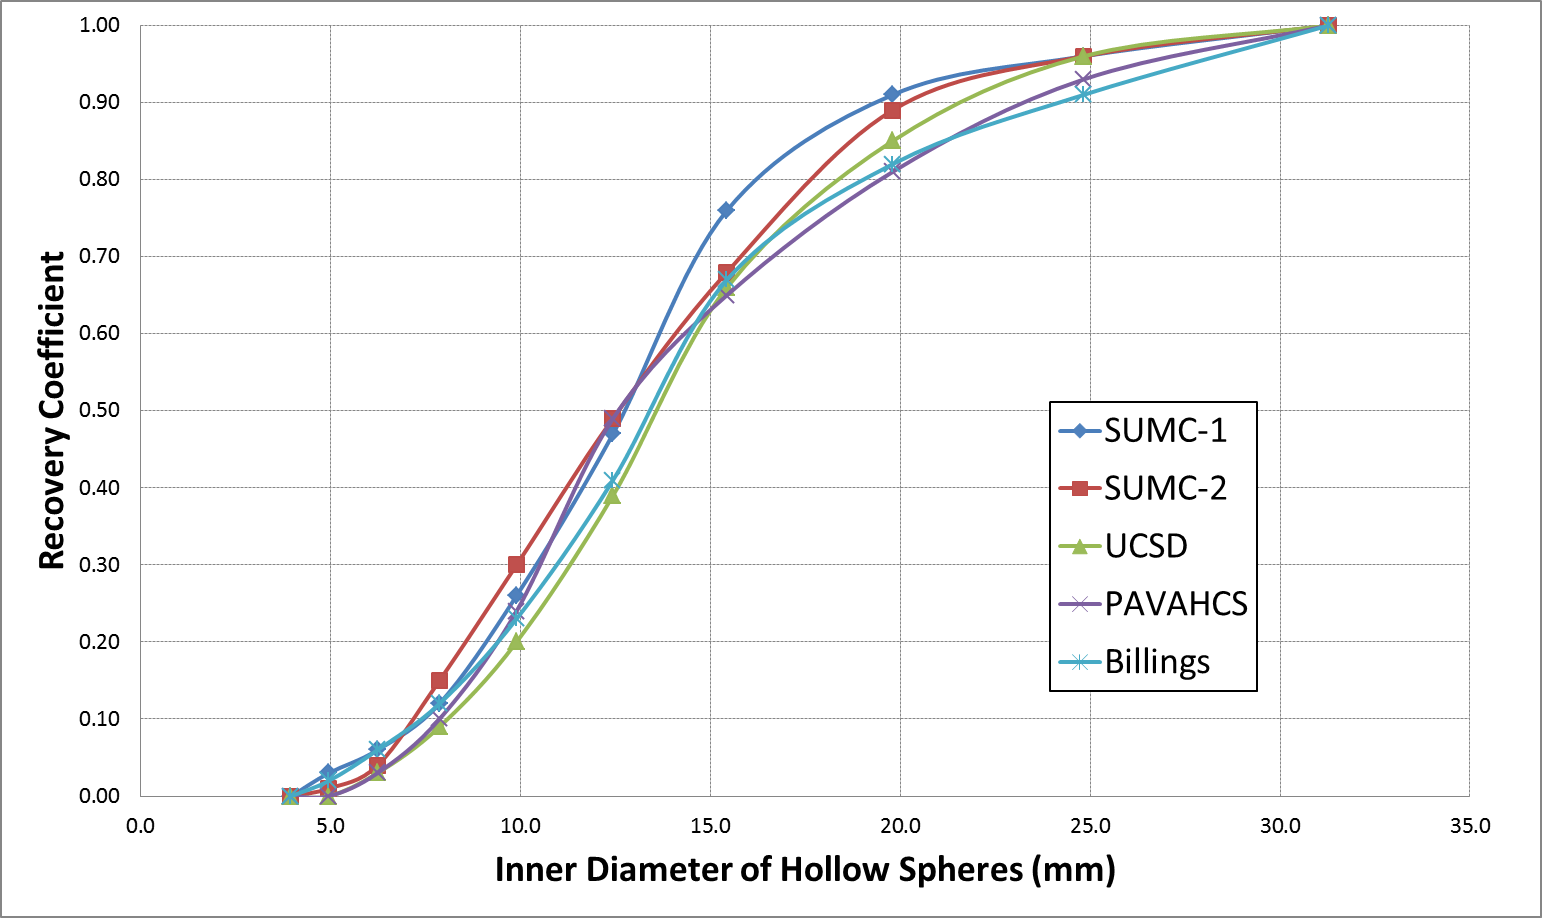 1.00
0.90
0.80
0.70
0.60
0.50
0.40
0.30
0.20
0.10
0.00
Recovery Coefficient
SUMC-1
SUMC-2
UCSD
PAVAHCS
Billings
0.0 5.0 10.0 15.0 20.0 25.0 30.0 35.0
Inner Diameter of Hollow Spheres (mm)